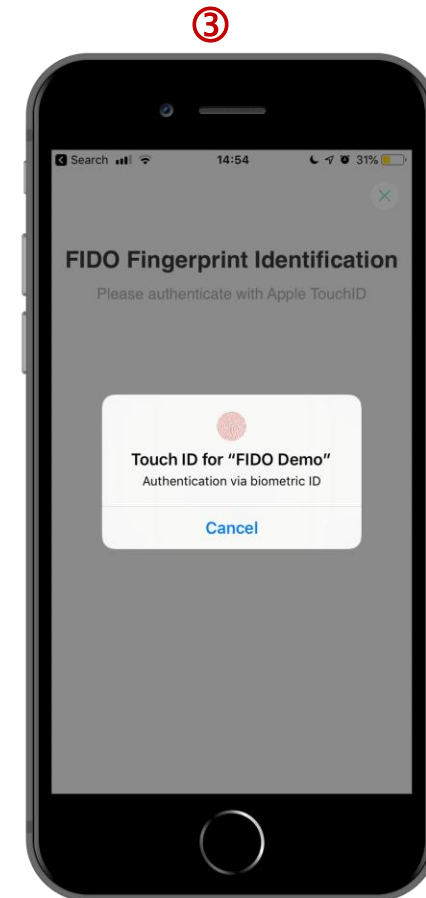 ③
Search 14:54 31%
FIDO Fingerprint Identification
Please authenticate with Apple TouchID
Touch ID for “FIDO Demo”
Authentication via biometric ID
Cancel